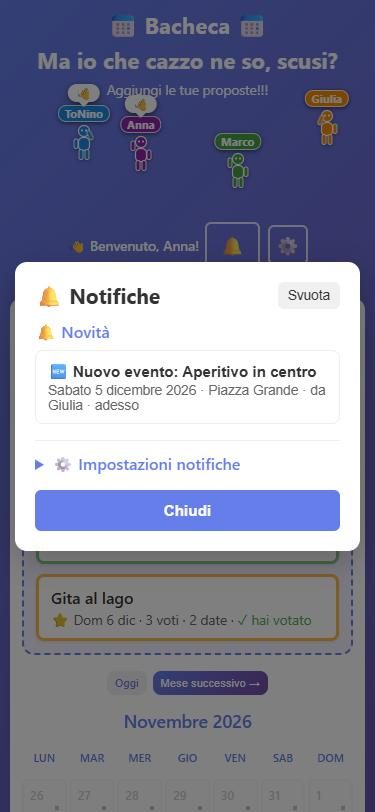 Bacheca
Ma io che cazzo ne so, scusi?
Aggiungi le tue proposte!!!
ToNino
Anna
Giulia
Marco
Benvenuto, Anna!
Notifiche
Svuota
Novità
NEW Nuovo evento: Aperitivo in centro
Sabato 5 dicembre 2026 · Piazza Grande · da
Giulia · adesso
Impostazioni notifiche
Chiudi
Gita al lago
Dom 6 dic · 3 voti · 2 date · ✓ hai votato
Oggi
Mese successivo →
Novembre 2026
LUN MAR MER GIO VEN SAB DOM
26 27 28 29 30 31 1